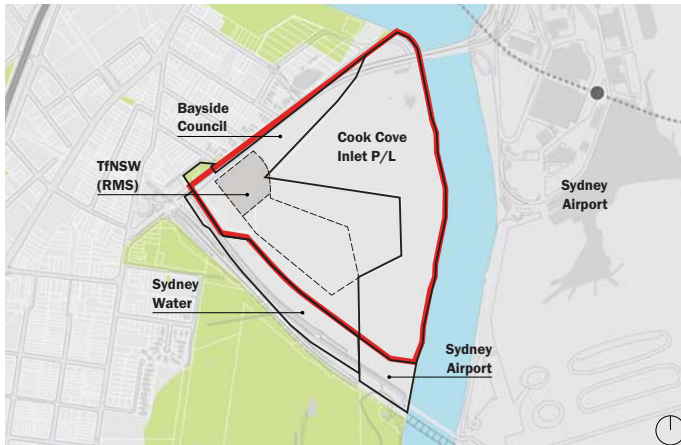 Bayside
Council
Cook Cove
Inlet P/L
TfNSW
(RMS)
Sydney
Airport
Sydney
Water
Sydney
Airport